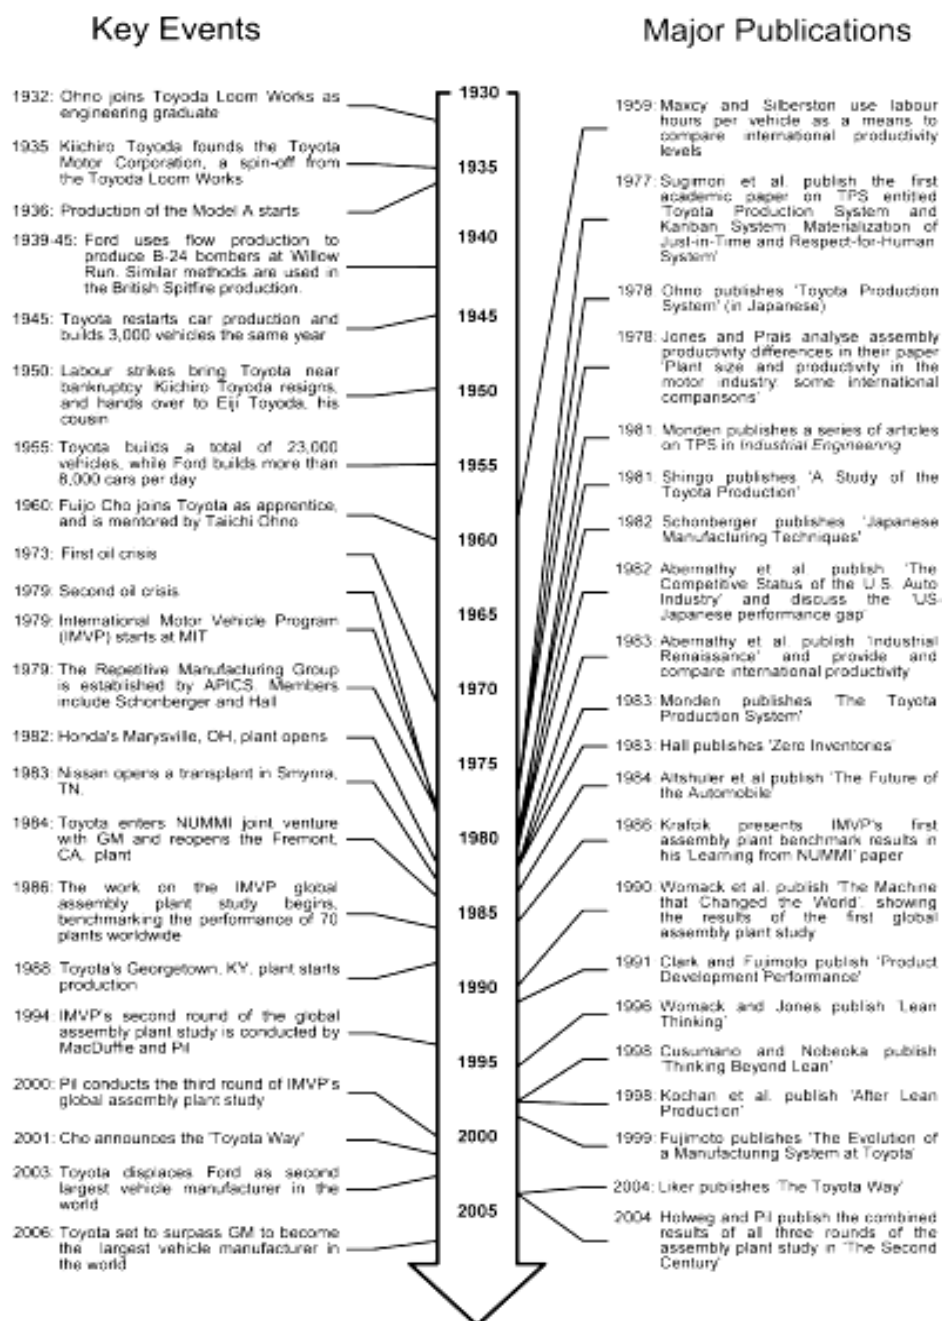 Key Events
1932: Ohno joins Toyoda Loom Works as
engineering graduate
1935 Kiichiro Toyoda founds the Toyota
Motor Corporation, a spin-off from
the Toyoda Loom Works
1936: Production of the Model A starts
1939-45: Ford uses flow production to
produce B-24 bombers at Willow
Run. Similar methods are used in
the British Spitfire production.
1945: Toyota restarts car production and
builds 3,000 vehicles the same year
1950: Labour strikes bring Toyota near
bankruptcy Kiichiro Toyoda resigns,
and hands over to Eiji Toyoda, his
cousin
1955: Toyota builds a total of 23,000
vehicles, while Ford builds more than
8,000 cars per day
1960: Fuijo Cho joins Toyota as apprentice,
and is mentored by Taiichi Ohno
1973: First oil crisis
1979: Second oil crisis
1979: International Motor Vehicle Program
(IMVP) starts at MIT
1979: The Repetitive Manufacturing Group
is established by APICS. Members
include Schonberger and Hall
1982: Honda's Marysville, OH, plant opens
1983: Nissan opens a transplant in Smynra,
TN.
1984: Toyota enters NUMMI joint venture
with GM and reopens the Fremont,
CA, plant
1986: The work on the IMVP global
assembly plant study begins,
benchmarking the performance of 70
plants worldwide
1988 Toyota's Georgetown, KY, plant starts
production
1994: IMVP's second round of the global
assembly plant study is conducted by
MacDuffie and Pil
2000: Pil conducts the third round of IMVP's
global assembly plant study
2001: Cho announces the 'Toyota Way'
2003: Toyota displaces Ford as second
largest vehicle manufacturer in the
world
2006: Toyota set to surpass GM to become
the largest vehicle manufacturer in
the world
1930
1935
1940
1945
1950
1955
1960
1965
1970
1975
1980
1985
1990
1995
2000
2005
Major Publications
1959: Maxcy and Silberston use labour
hours per vehicle as a means to
compare international productivity
levels
1977: Sugimori et al. publish the first
academic paper on TPS entitled
'Toyota Production System and
Kanban System Materialization of
Just-in-Time and Respect-for-Human
System'
1978 Ohno publishes 'Toyota Production
System' (in Japanese)
1978: Jones and Prais analyse assembly
productivity differences in their paper
'Plant size and productivity in the
motor industry: some international
comparisons'
1981: Monden publishes a series of articles
on TPS in Industrial Engineering
1981: Shingo publishes 'A Study of the
Toyota Production'
1982 Schonberger publishes 'Japanese
Manufacturing Techniques'
1982 Abernathy et al publish 'The
Competitive Status of the U.S. Auto
Industry' and discuss the 'US-
Japanese performance gap'
1983: Abernathy et al. publish 'Industrial
Renaissance' and provide and
compare international productivity
1983: Monden publishes 'The Toyota
Production System'
1983: Hall publishes 'Zero Inventories'
1984: Altshuler et al publish 'The Future of
the Automobile'
1986: Krafcik presents IMVP's first
assembly plant benchmark results in
his 'Learning from NUMMI' paper
1990: Womack et al. publish 'The Machine
that Changed the World', showing
the results of the first global
assembly plant study
1991 Clark and Fujimoto publish 'Product
Development Performance'
1996: Womack and Jones publish 'Lean
Thinking'
1998: Cusumano and Nobeoka publish
'Thinking Beyond Lean'
1998: Kochan et al. publish 'After Lean
Production'
1999: Fujimoto publishes 'The Evolution of
a Manufacturing System at Toyota'
2004: Liker publishes 'The Toyota Way'
2004 Holweg and Pil publish the combined
results of all three rounds of the
assembly plant study in 'The Second
Century'